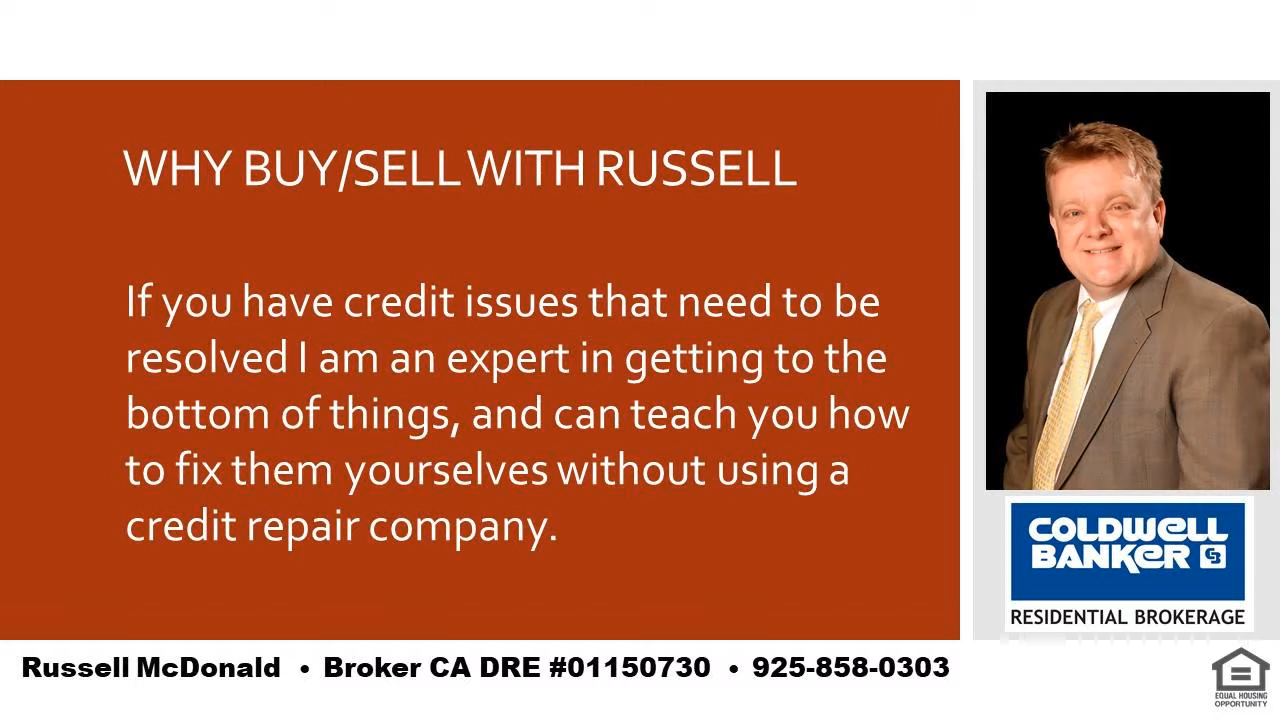 WHY BUY/SELL WITH RUSSELL
If you have credit issues that need to be
resolved I am an expert in getting to the
bottom of things, and can teach you how
to fix them yourselves without using a
credit repair company.
COLDWELL
BANKER CB
RESIDENTIAL BROKERAGE
Russell McDonald • Broker CA DRE #01150730 • 925-858-0303
EQUAL HOUSING
OPPORTUNITY